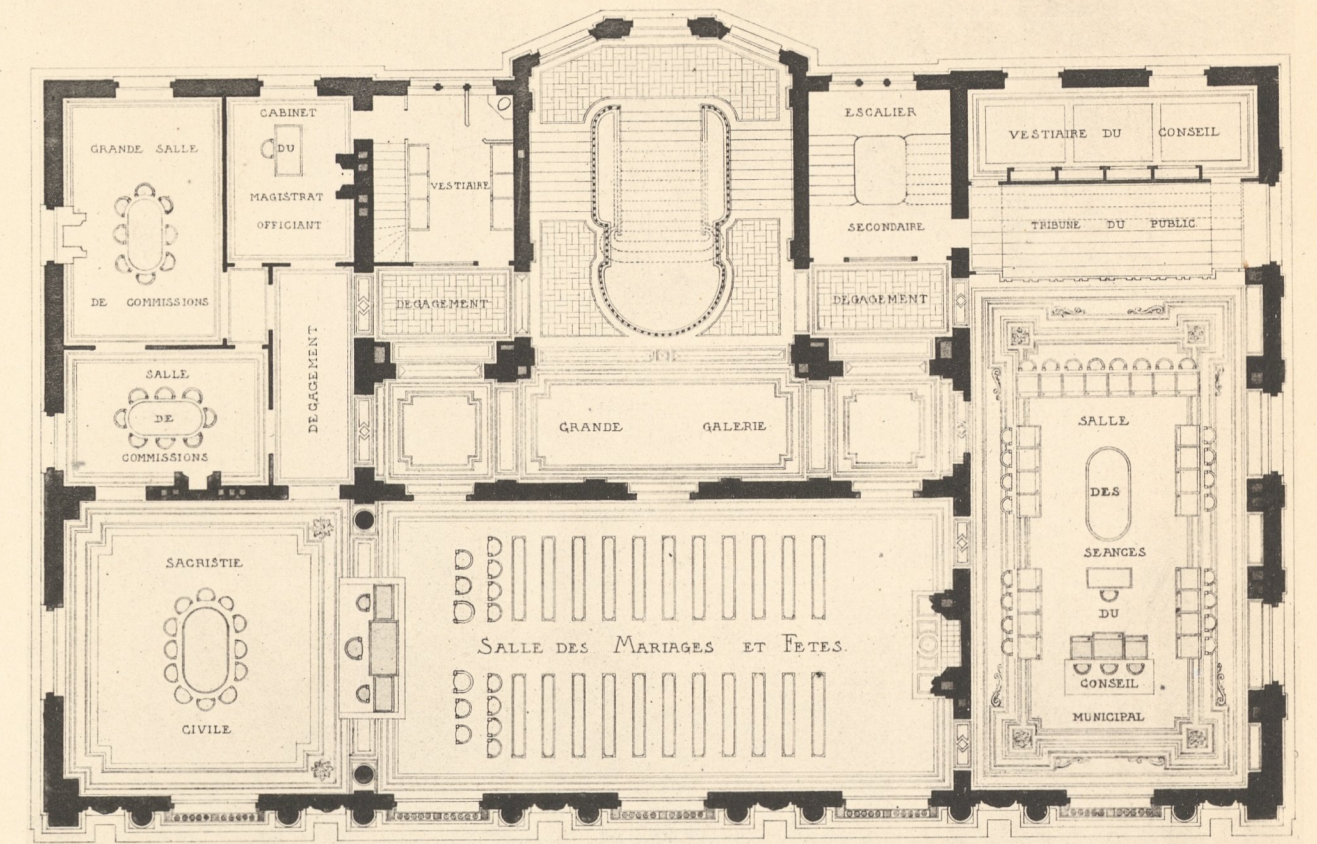 GRANDE SALLE
DE COMMISSIONS
CABINET
DU
MAGISTRAT
OFFICIANT
VESTIAIRE
ESCALIER
SECONDAIRE
VESTIAIRE DU CONSEIL
TRIBUNE DU PUBLIC
DEGAGEMENT
DEGAGEMENT
DEGAGEMENT
SALLE
DE
COMMISSIONS
GRANDE GALERIE
SALLE
DES
SEANCES
DU
CONSEIL
MUNICIPAL
SACRISTIE
CIVILE
SALLE DES MARIAGES ET FETES.